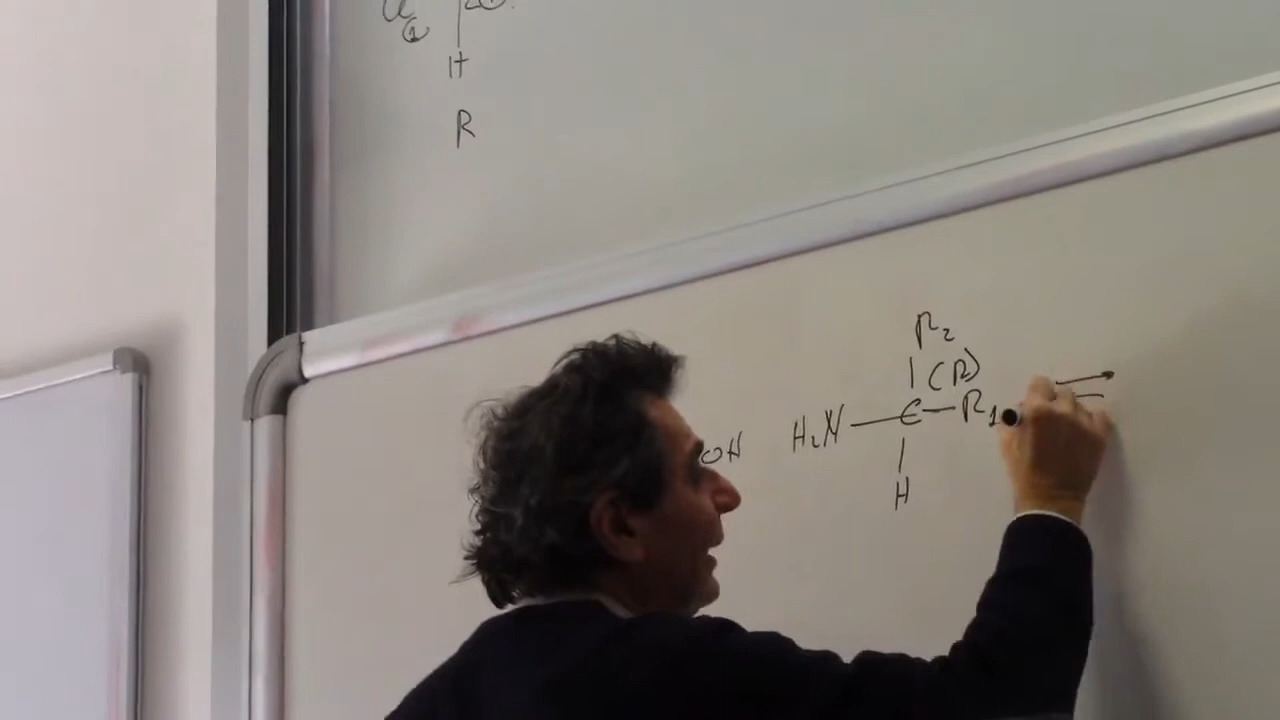 H
R
R₂
(R)
OH H₂N — C — R₁
H